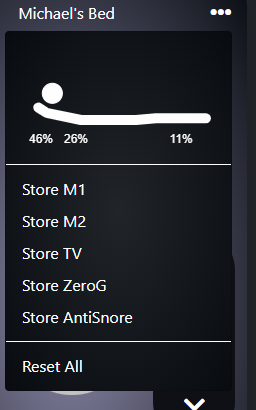 Michael's Bed
46% 26% 11%
Store M1
Store M2
Store TV
Store ZeroG
Store AntiSnore
Reset All